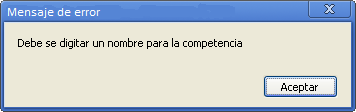 Mensaje de error
Debe se digitar un nombre para la competencia
Aceptar